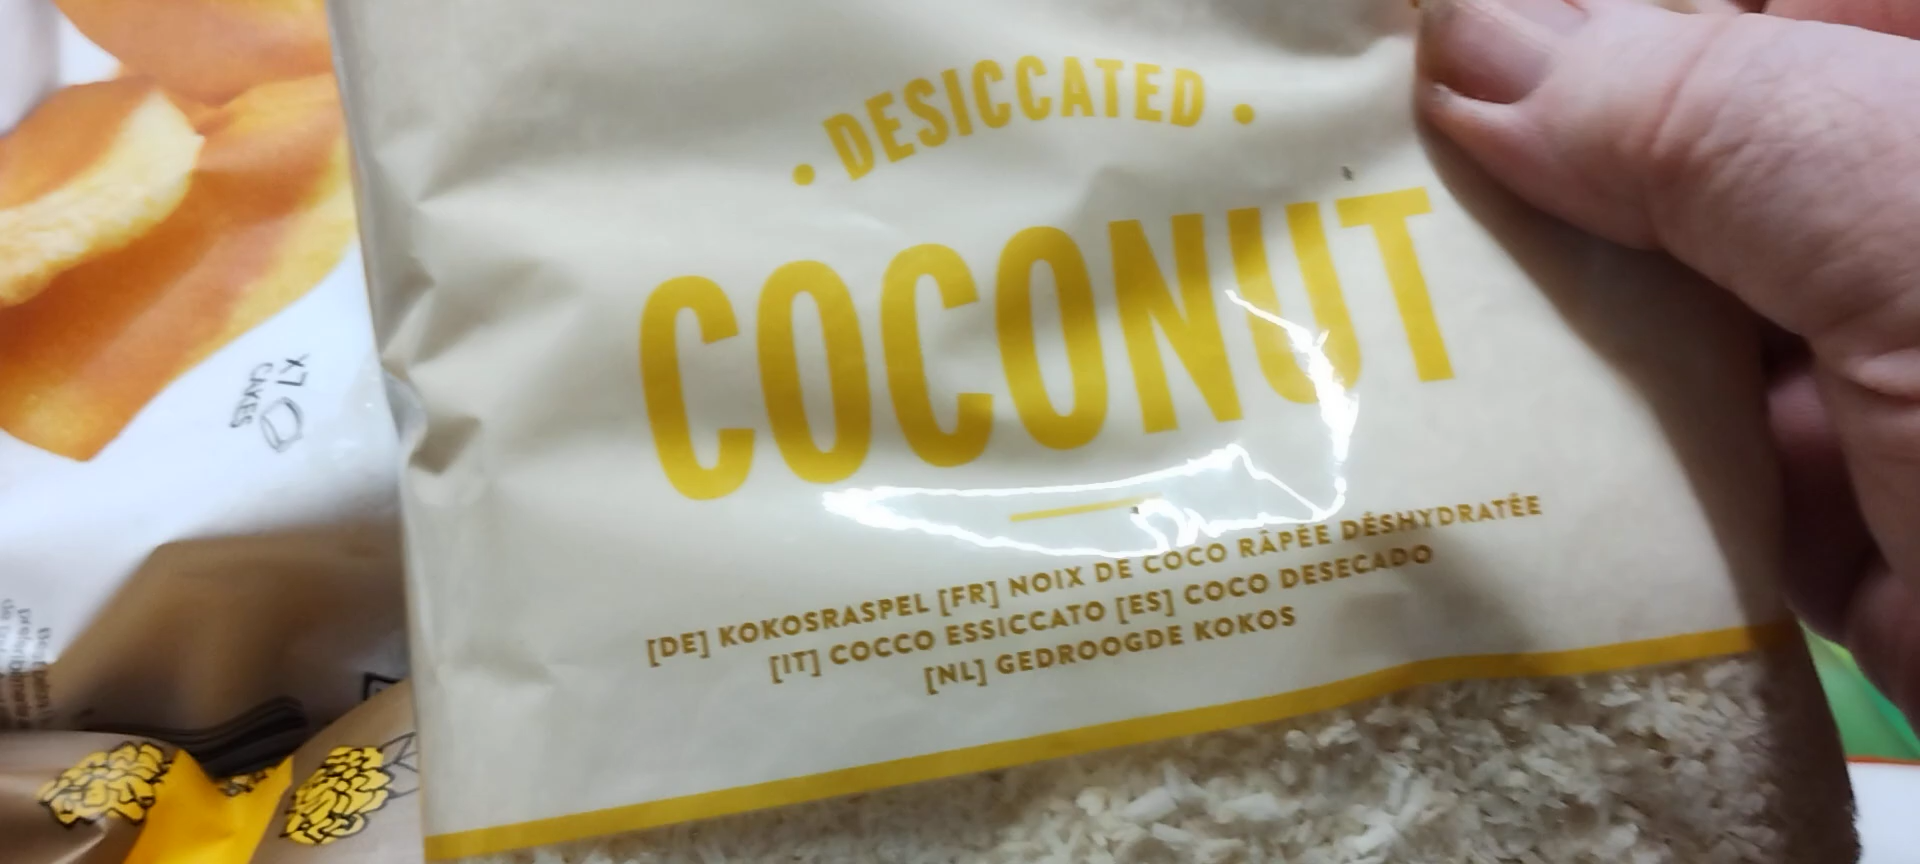 • DESICCATED •
COCONUT
[DE] KOKOSRASPEL [FR] NOIX DE COCO RÂPÉE DÉSHYDRATÉE
[IT] COCCO ESSICCATO [ES] COCO DESECADO
[NL] GEDROOGDE KOKOS
X7
CAKES